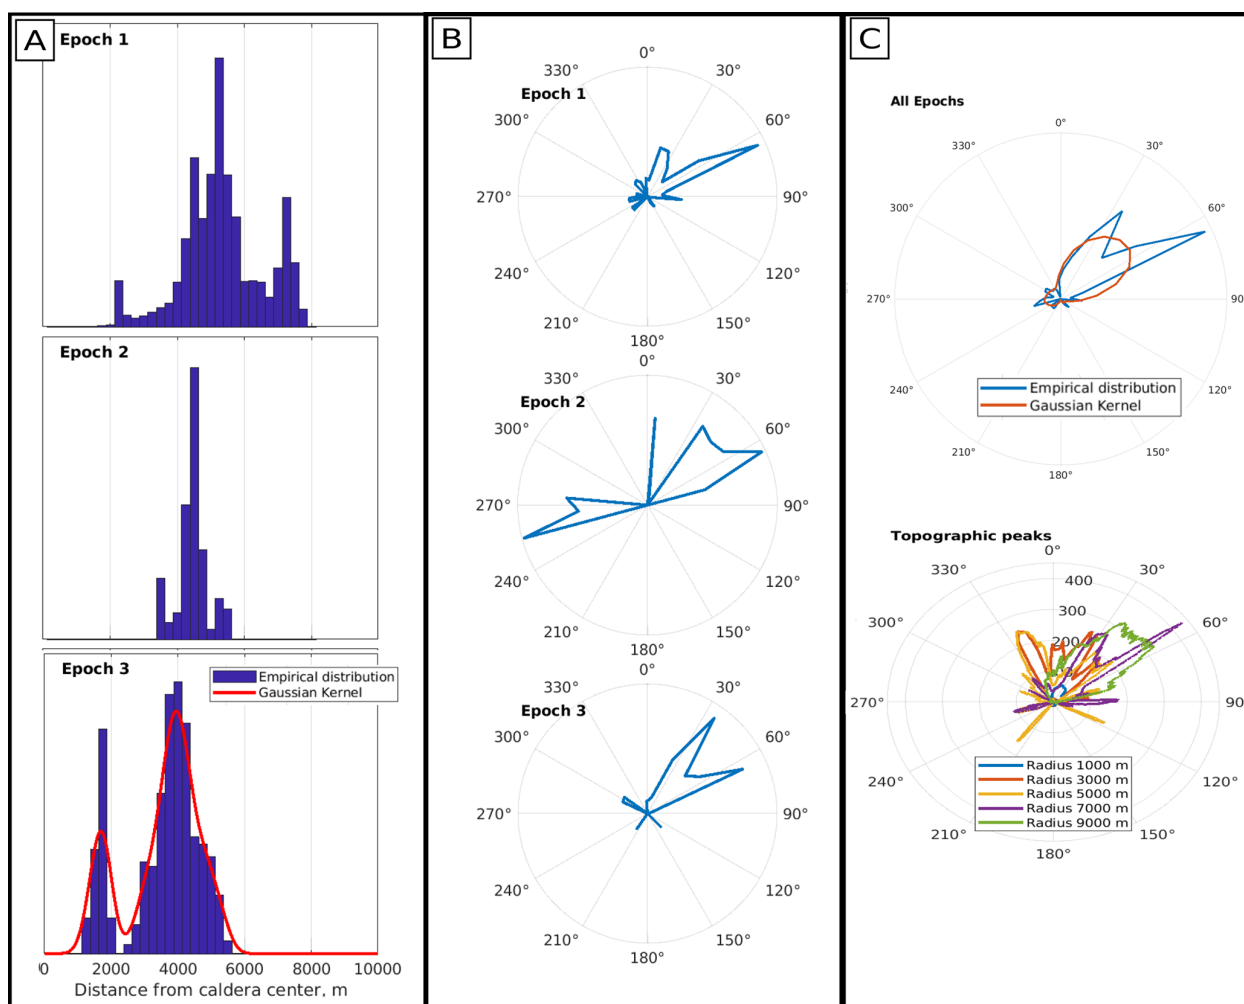 A
Epoch 1
Epoch 2
Epoch 3
Empirical distribution
Gaussian Kernel
0 2000 4000 6000 8000 10000
Distance from caldera center, m
B
Epoch 1
0°
30°
60°
90°
120°
150°
180°
210°
240°
270°
300°
330°
Epoch 2
0°
30°
60°
90°
120°
150°
180°
210°
240°
270°
300°
330°
Epoch 3
0°
30°
60°
90°
120°
150°
180°
210°
240°
270°
300°
330°
C
All Epochs
0°
30°
60°
90
120°
150°
180°
210°
240°
270°
300°
330°
Empirical distribution
Gaussian Kernel
Topographic peaks
0°
30°
60°
90
120°
150°
180°
210°
240°
270°
300°
330°
400
300
200
Radius 1000 m
Radius 3000 m
Radius 5000 m
Radius 7000 m
Radius 9000 m